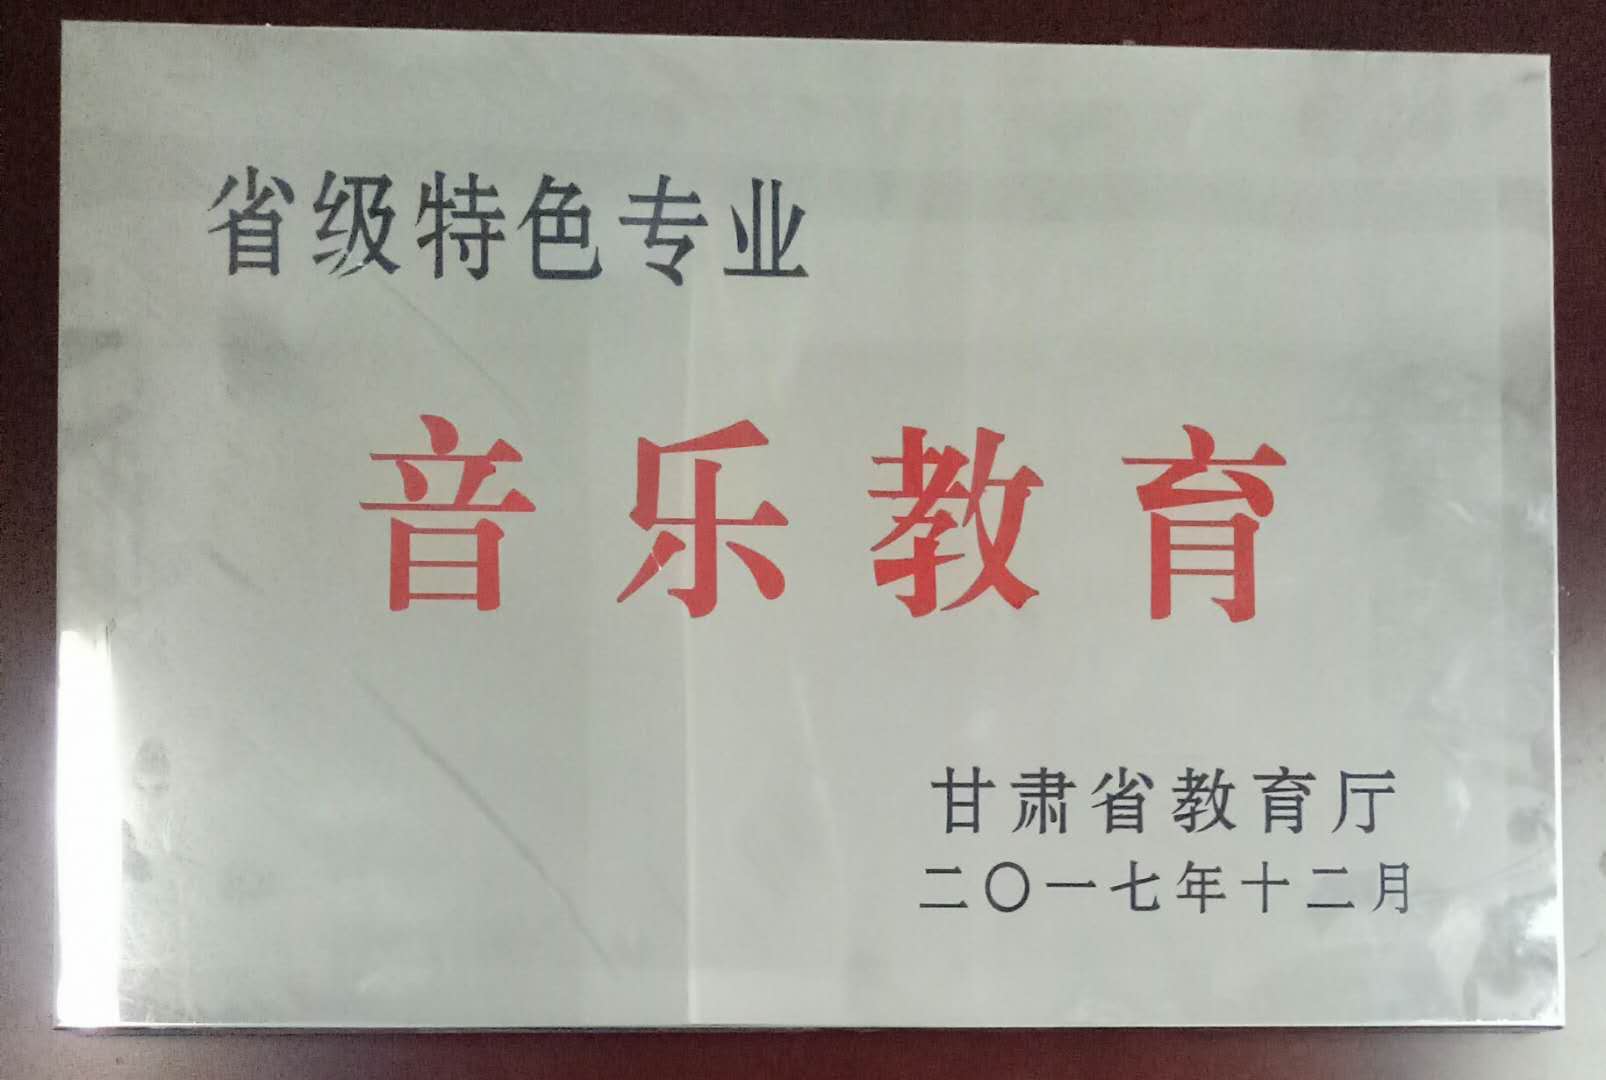 省级特色专业
音乐教育
甘肃省教育厅
二〇一七年十二月